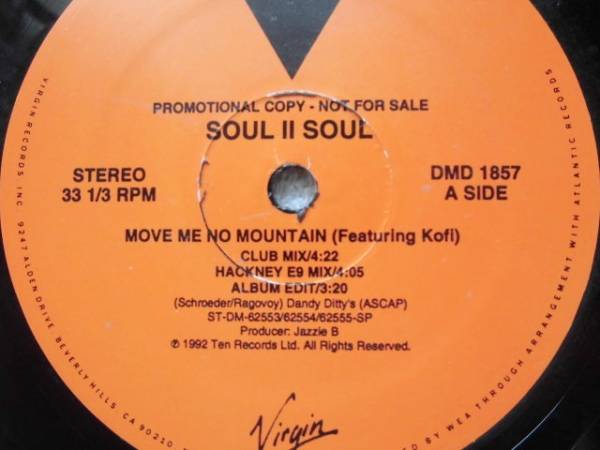 PROMOTIONAL COPY - NOT FOR SALE
SOUL II SOUL
STEREO
33 1/3 RPM
DMD 1857
A SIDE
MOVE ME NO MOUNTAIN (Featuring Kofi)
CLUB MIX/4:22
HACKNEY E9 MIX/4:05
ALBUM EDIT/3:20
(Schroeder/Ragovoy) Dandy Ditty's (ASCAP)
ST-DM-62553/62554/62555-SP
Producer: Jazzie B
℗ 1992 Ten Records Ltd. All Rights Reserved.
Virgin
VIRGIN RECORDS INC. 9247 ALDEN DRIVE, BEVERLY HILLS, CA 90210
BY WEA THROUGH ARRANGEMENT WITH ATLANTIC RECORDS